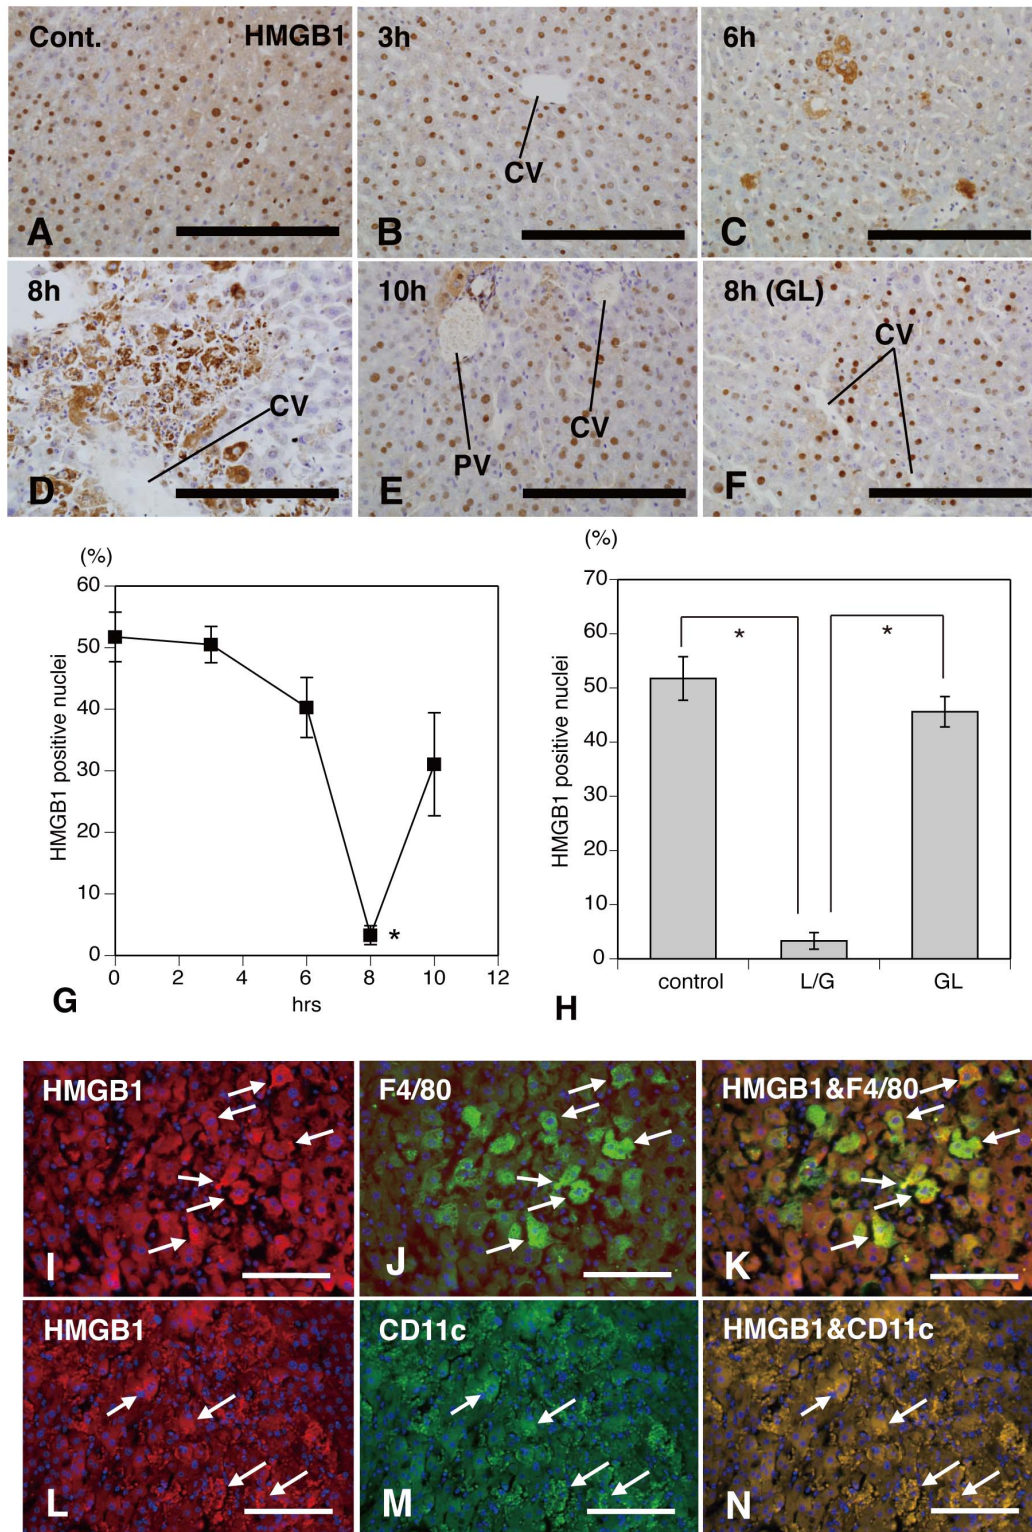 Cont. HMGB1
A
3h
CV
B
6h
C
8h
CV
D
10h
PV
CV
E
8h (GL)
CV
F
(%)
60
50
40
30
20
10
0
HMGB1 positive nuclei
*
0 2 4 6 8 10 12
hrs
G
(%)
70
60
50
40
30
20
10
0
HMGB1 positive nuclei
* *
control L/G GL
H
HMGB1
I
F4/80
J
HMGB1&F4/80
K
HMGB1
L
CD11c
M
HMGB1&CD11c
N